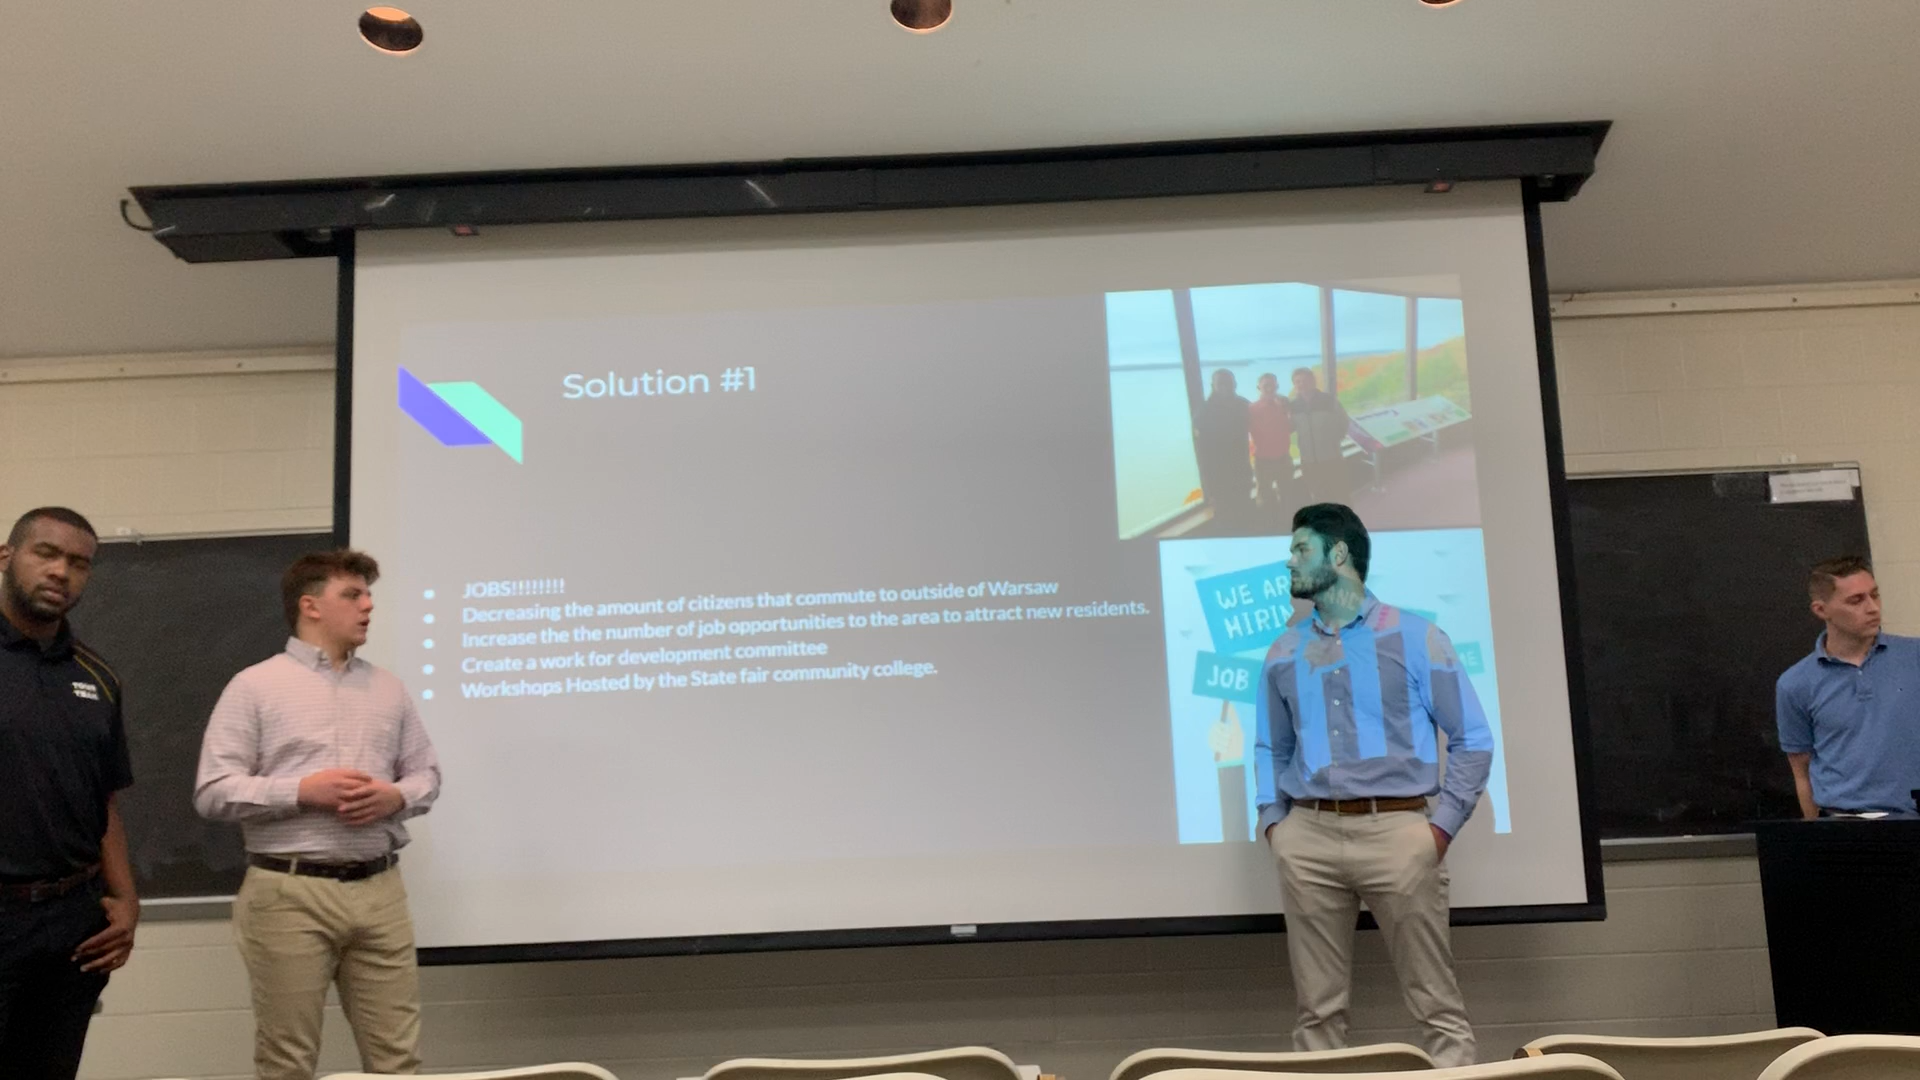 Solution #1
JOBS!!!!!!!!
Decreasing the amount of citizens that commute to outside of Warsaw
Increase the the number of job opportunities to the area to attract new residents.
Create a work for development committee
Workshops Hosted by the State fair community college.
WE AR
HIRIN
JOB
TOUR
TEAM